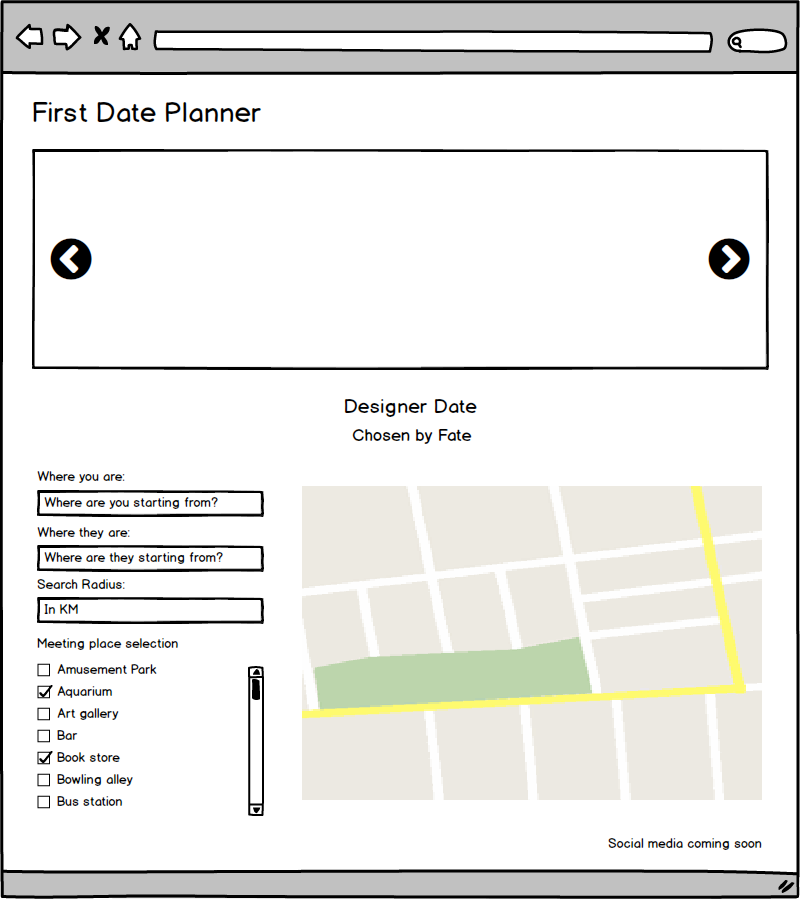 First Date Planner
Designer Date
Chosen by Fate
Where you are:
Where are you starting from?
Where they are:
Where are they starting from?
Search Radius:
In KM
Meeting place selection
Amusement Park
Aquarium
Art gallery
Bar
Book store
Bowling alley
Bus station
Social media coming soon